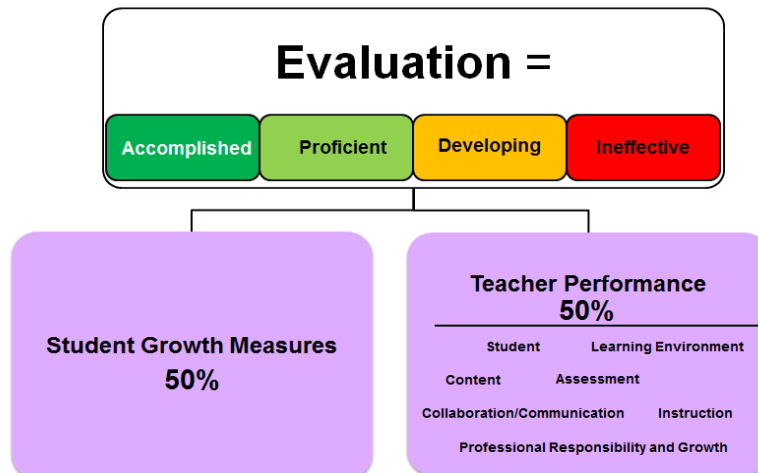 Evaluation =
Accomplished Proficient Developing Ineffective
Student Growth Measures
50%
Teacher Performance
50%
Student Learning Environment
Content Assessment
Collaboration/Communication Instruction
Professional Responsibility and Growth